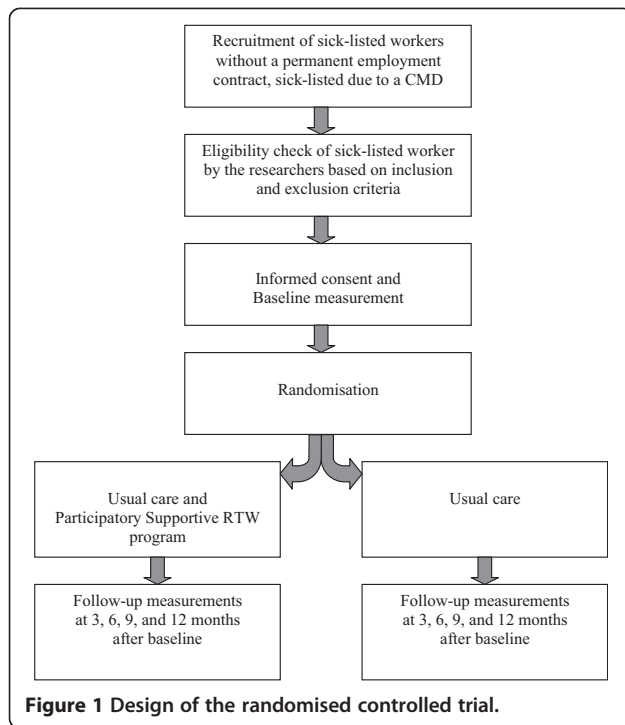 Recruitment of sick-listed workers
without a permanent employment
contract, sick-listed due to a CMD
Eligibility check of sick-listed worker
by the researchers based on inclusion
and exclusion criteria
Informed consent and
Baseline measurement
Randomisation
Usual care and
Participatory Supportive RTW
program
Usual care
Follow-up measurements
at 3, 6, 9, and 12 months
after baseline
Follow-up measurements
at 3, 6, 9, and 12 months
after baseline
Figure 1 Design of the randomised controlled trial.